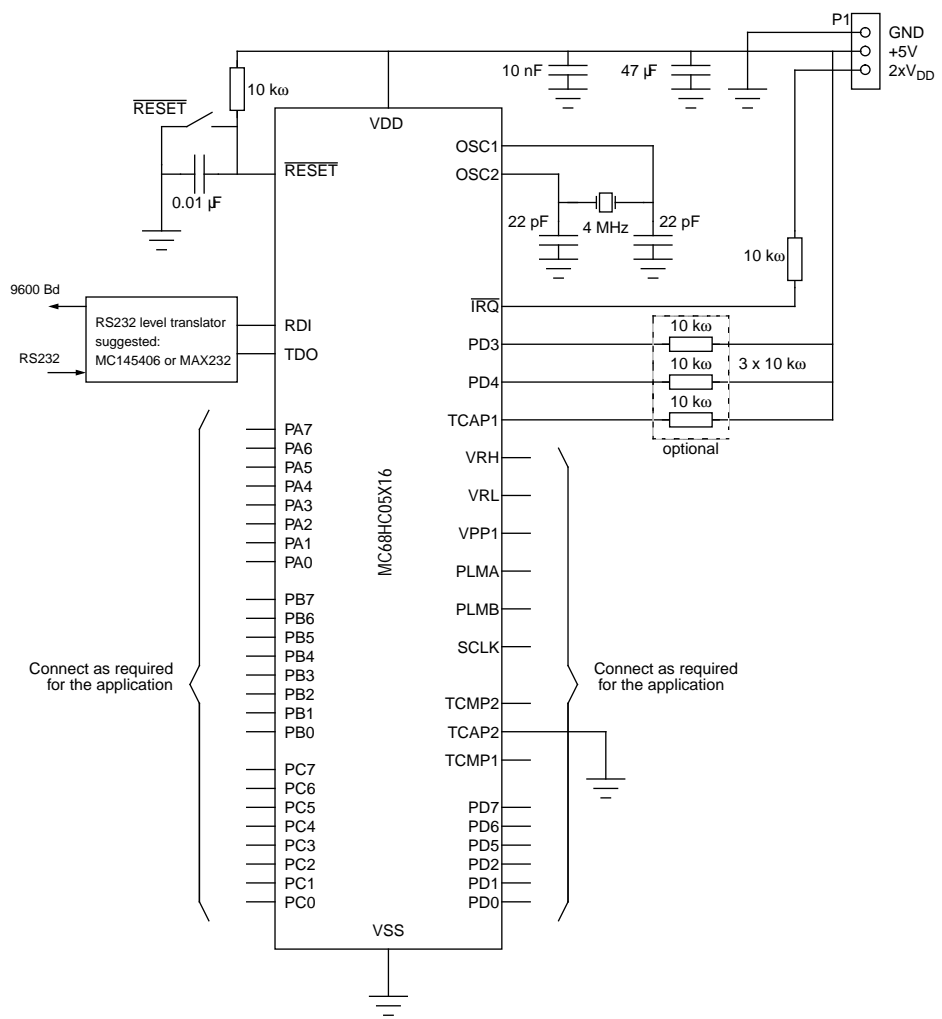 P1
GND
+5V
2xVDD
10 nF
47 µF
10 kω
RESET
0.01 µF
VDD
RESET
OSC1
OSC2
22 pF
4 MHz
22 pF
10 kω
9600 Bd
RS232
RS232 level translator
suggested:
MC145406 or MAX232
RDI
TDO
IRQ
PD3
PD4
TCAP1
10 kω
10 kω
10 kω
3 x 10 kω
optional
PA7
PA6
PA5
PA4
PA3
PA2
PA1
PA0
PB7
PB6
PB5
PB4
PB3
PB2
PB1
PB0
PC7
PC6
PC5
PC4
PC3
PC2
PC1
PC0
Connect as required
for the application
MC68HC05X16
VRH
VRL
VPP1
PLMA
PLMB
SCLK
TCMP2
TCAP2
TCMP1
PD7
PD6
PD5
PD2
PD1
PD0
Connect as required
for the application
VSS